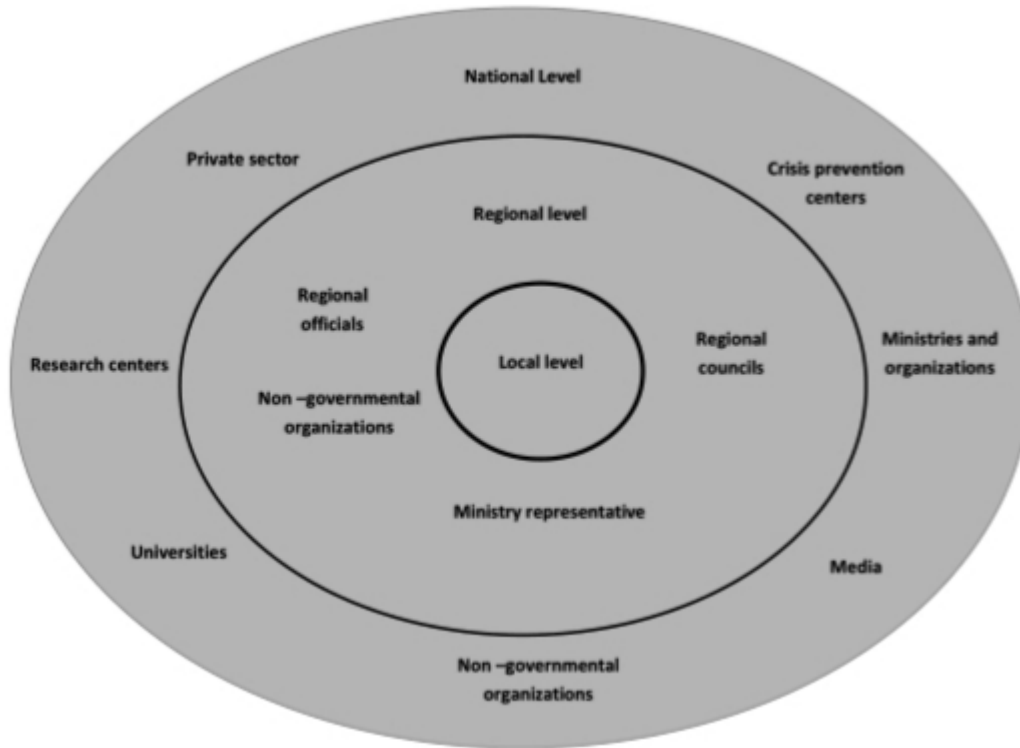 National Level
Private sector
Crisis prevention
centers
Regional level
Regional
officials
Research centers
Local level
Regional
councils
Ministries and
organizations
Non –governmental
organizations
Ministry representative
Universities
Media
Non –governmental
organizations